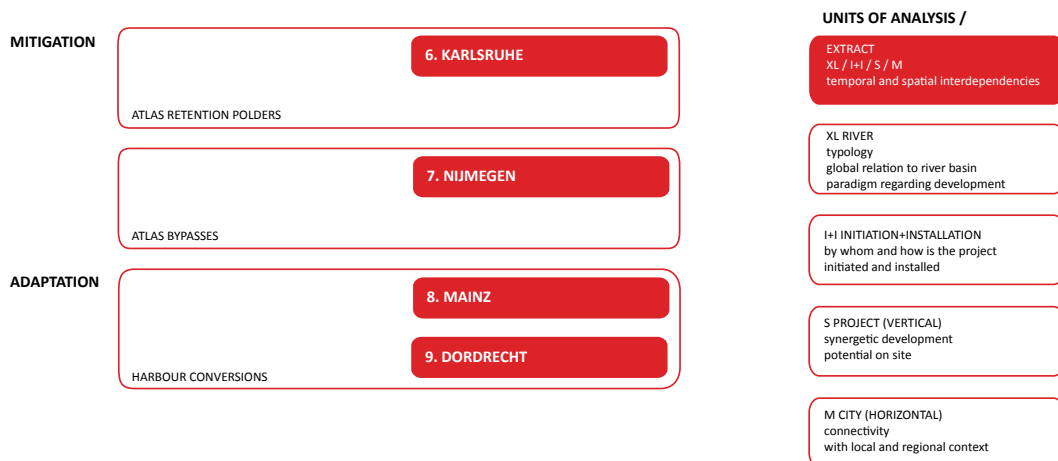 MITIGATION
6. KARLSRUHE
ATLAS RETENTION POLDERS
7. NIJMEGEN
ATLAS BYPASSES
ADAPTATION
8. MAINZ
9. DORDRECHT
HARBOUR CONVERSIONS
UNITS OF ANALYSIS /
EXTRACT
XL / I+I / S / M
temporal and spatial interdependencies
XL RIVER
typology
global relation to river basin
paradigm regarding development
I+I INITIATION+INSTALLATION
by whom and how is the project
initiated and installed
S PROJECT (VERTICAL)
synergetic development
potential on site
M CITY (HORIZONTAL)
connectivity
with local and regional context